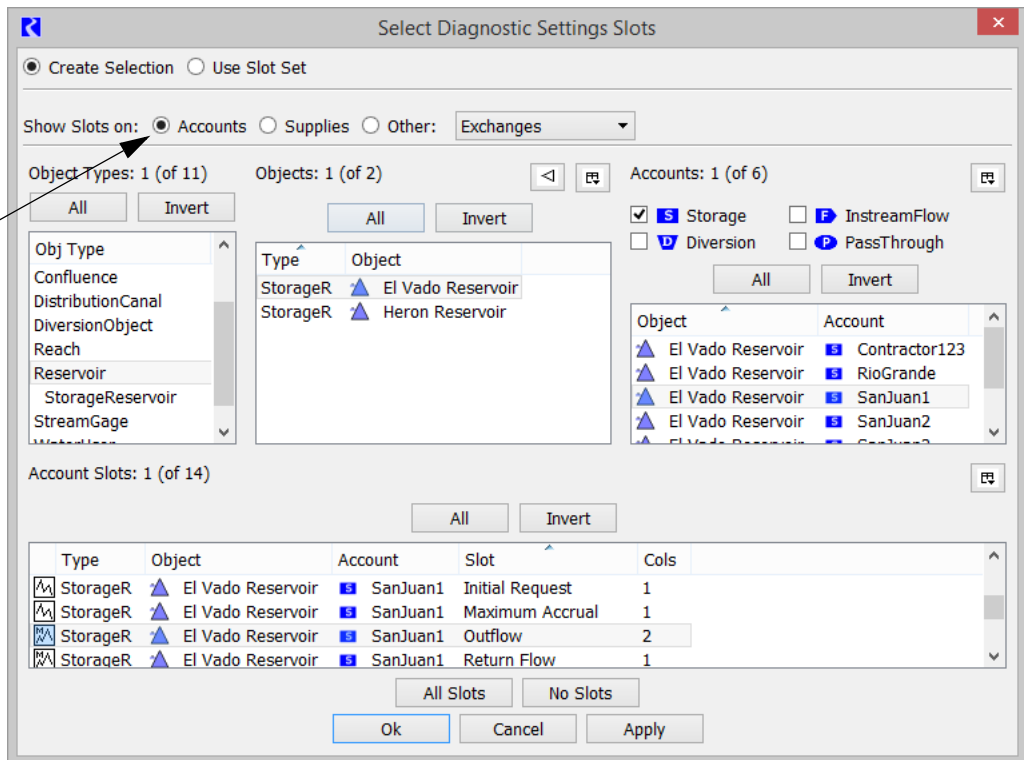 Select Diagnostic Settings Slots
Create Selection Use Slot Set
Show Slots on: Accounts Supplies Other: Exchanges
Object Types: 1 (of 11) Objects: 1 (of 2) Accounts: 1 (of 6)
All Invert
All Invert
S Storage F InstreamFlow
D Diversion P PassThrough
All Invert
Obj Type
Confluence
DistributionCanal
DiversionObject
Reach
Reservoir
StorageReservoir
StreamGage
WaterUser
Type Object
StorageR El Vado Reservoir
StorageR Heron Reservoir
Object Account
El Vado Reservoir S Contractor123
El Vado Reservoir S RioGrande
El Vado Reservoir S SanJuan1
El Vado Reservoir S SanJuan2
El Vado Reservoir S SanJuan3
Account Slots: 1 (of 14)
All Invert
Type Object Account Slot Cols
StorageR El Vado Reservoir S SanJuan1 Initial Request 1
StorageR El Vado Reservoir S SanJuan1 Maximum Accrual 1
StorageR El Vado Reservoir S SanJuan1 Outflow 2
StorageR El Vado Reservoir S SanJuan1 Return Flow 1
All Slots No Slots
Ok Cancel Apply